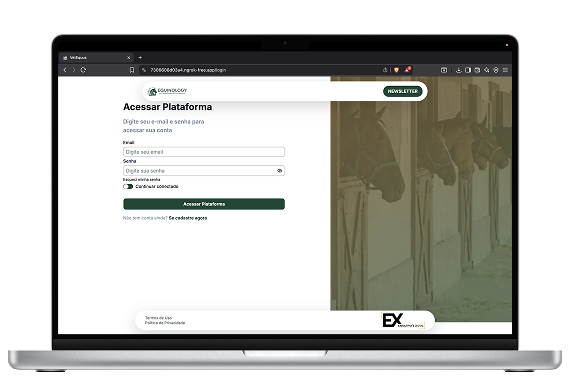 VetEquus
7398606d03a4.ngrok-free.app/login
EQUINOLOGY
NEWSLETTER
Acessar Plataforma
Digite seu e-mail e senha para
acessar sua conta
Email
Digite seu email
Senha
Digite sua senha
Esqueci minha senha
Continuar conectado
Acessar Plataforma
Não tem conta ainda? Se cadastre agora
Termos de Uso
Política de Privacidade
EX